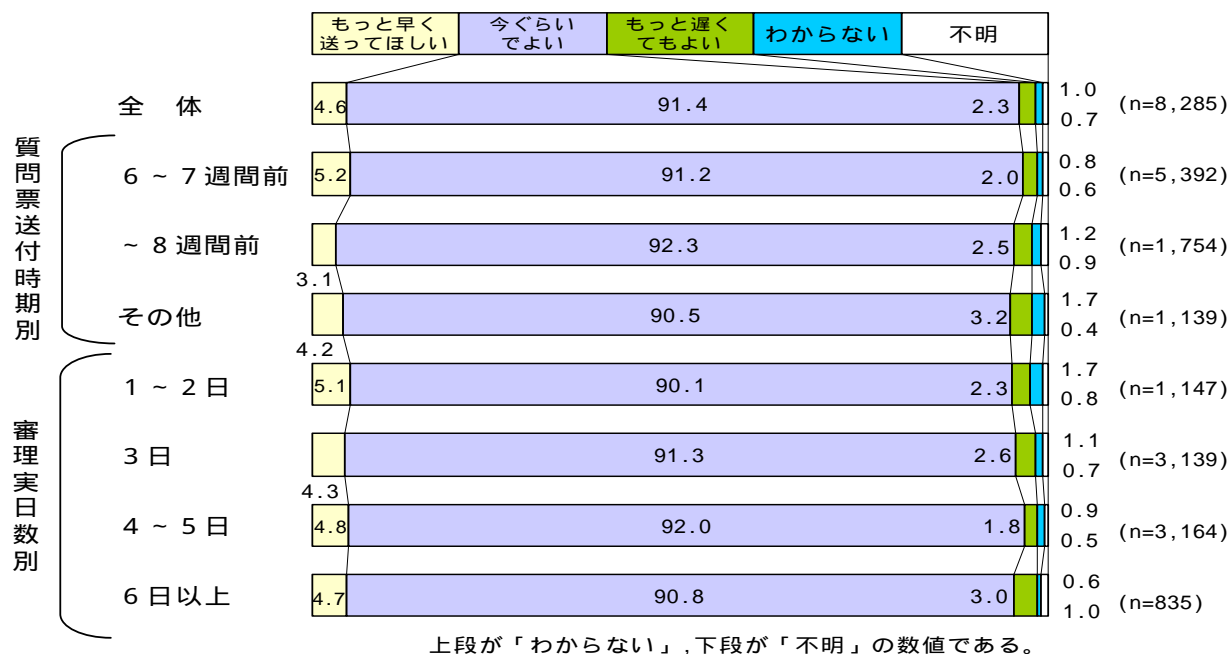 もっと早く
送ってほしい
今ぐらい
でよい
もっと遅く
てもよい
わからない
不明
全 体
4.6
91.4
2.3
1.0
0.7
(n=8,285)
質問票送付時期別
6~7週間前
5.2
91.2
2.0
0.8
0.6
(n=5,392)
~8週間前
3.1
92.3
2.5
1.2
0.9
(n=1,754)
その他
4.2
90.5
3.2
1.7
0.4
(n=1,139)
審理実日数別
1~2日
5.1
90.1
2.3
1.7
0.8
(n=1,147)
3日
4.3
91.3
2.6
1.1
0.7
(n=3,139)
4~5日
4.8
92.0
1.8
0.9
0.5
(n=3,164)
6日以上
4.7
90.8
3.0
0.6
1.0
(n=835)
上段が「わからない」,下段が「不明」の数値である。